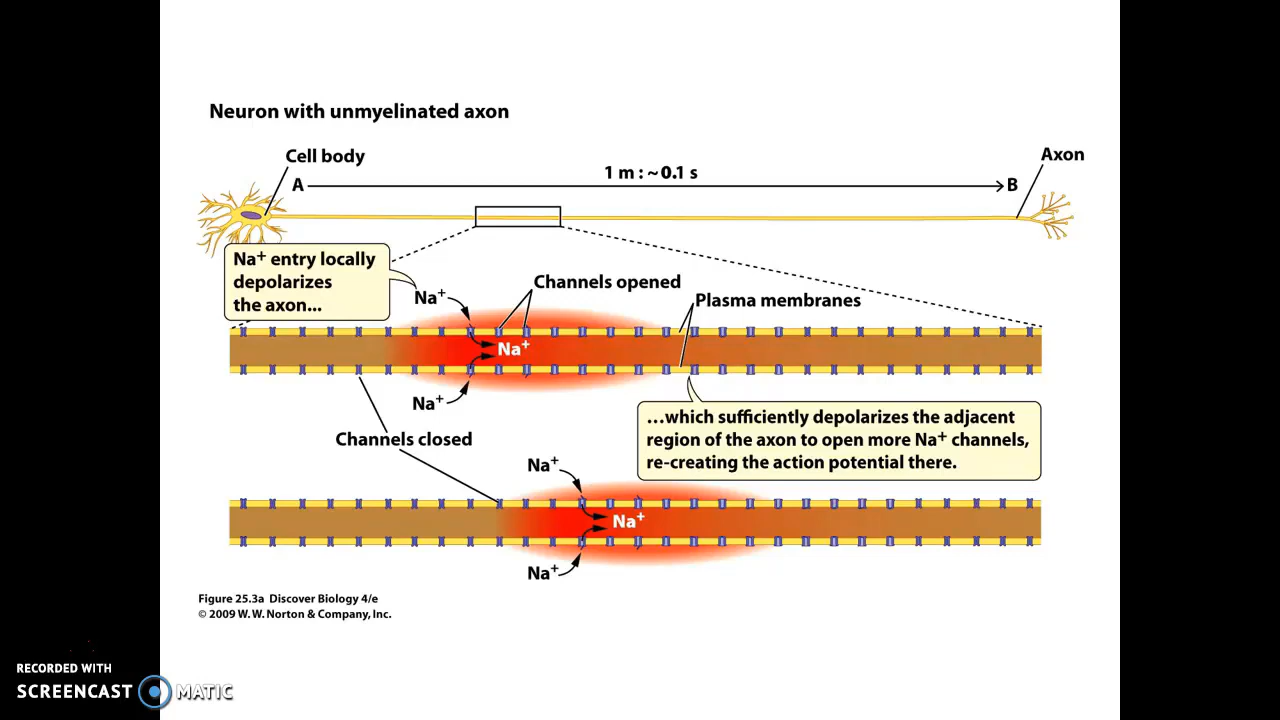 Neuron with unmyelinated axon
Cell body
Axon
A
1 m : ~0.1 s
B
Na⁺ entry locally
depolarizes
the axon...
Na⁺
Channels opened
Plasma membranes
Na⁺
Na⁺
...which sufficiently depolarizes the adjacent
region of the axon to open more Na⁺ channels,
re-creating the action potential there.
Channels closed
Na⁺
Na⁺
Na⁺
Figure 25.3a Discover Biology 4/e
© 2009 W. W. Norton & Company, Inc.
RECORDED WITH
SCREENCAST MATIC